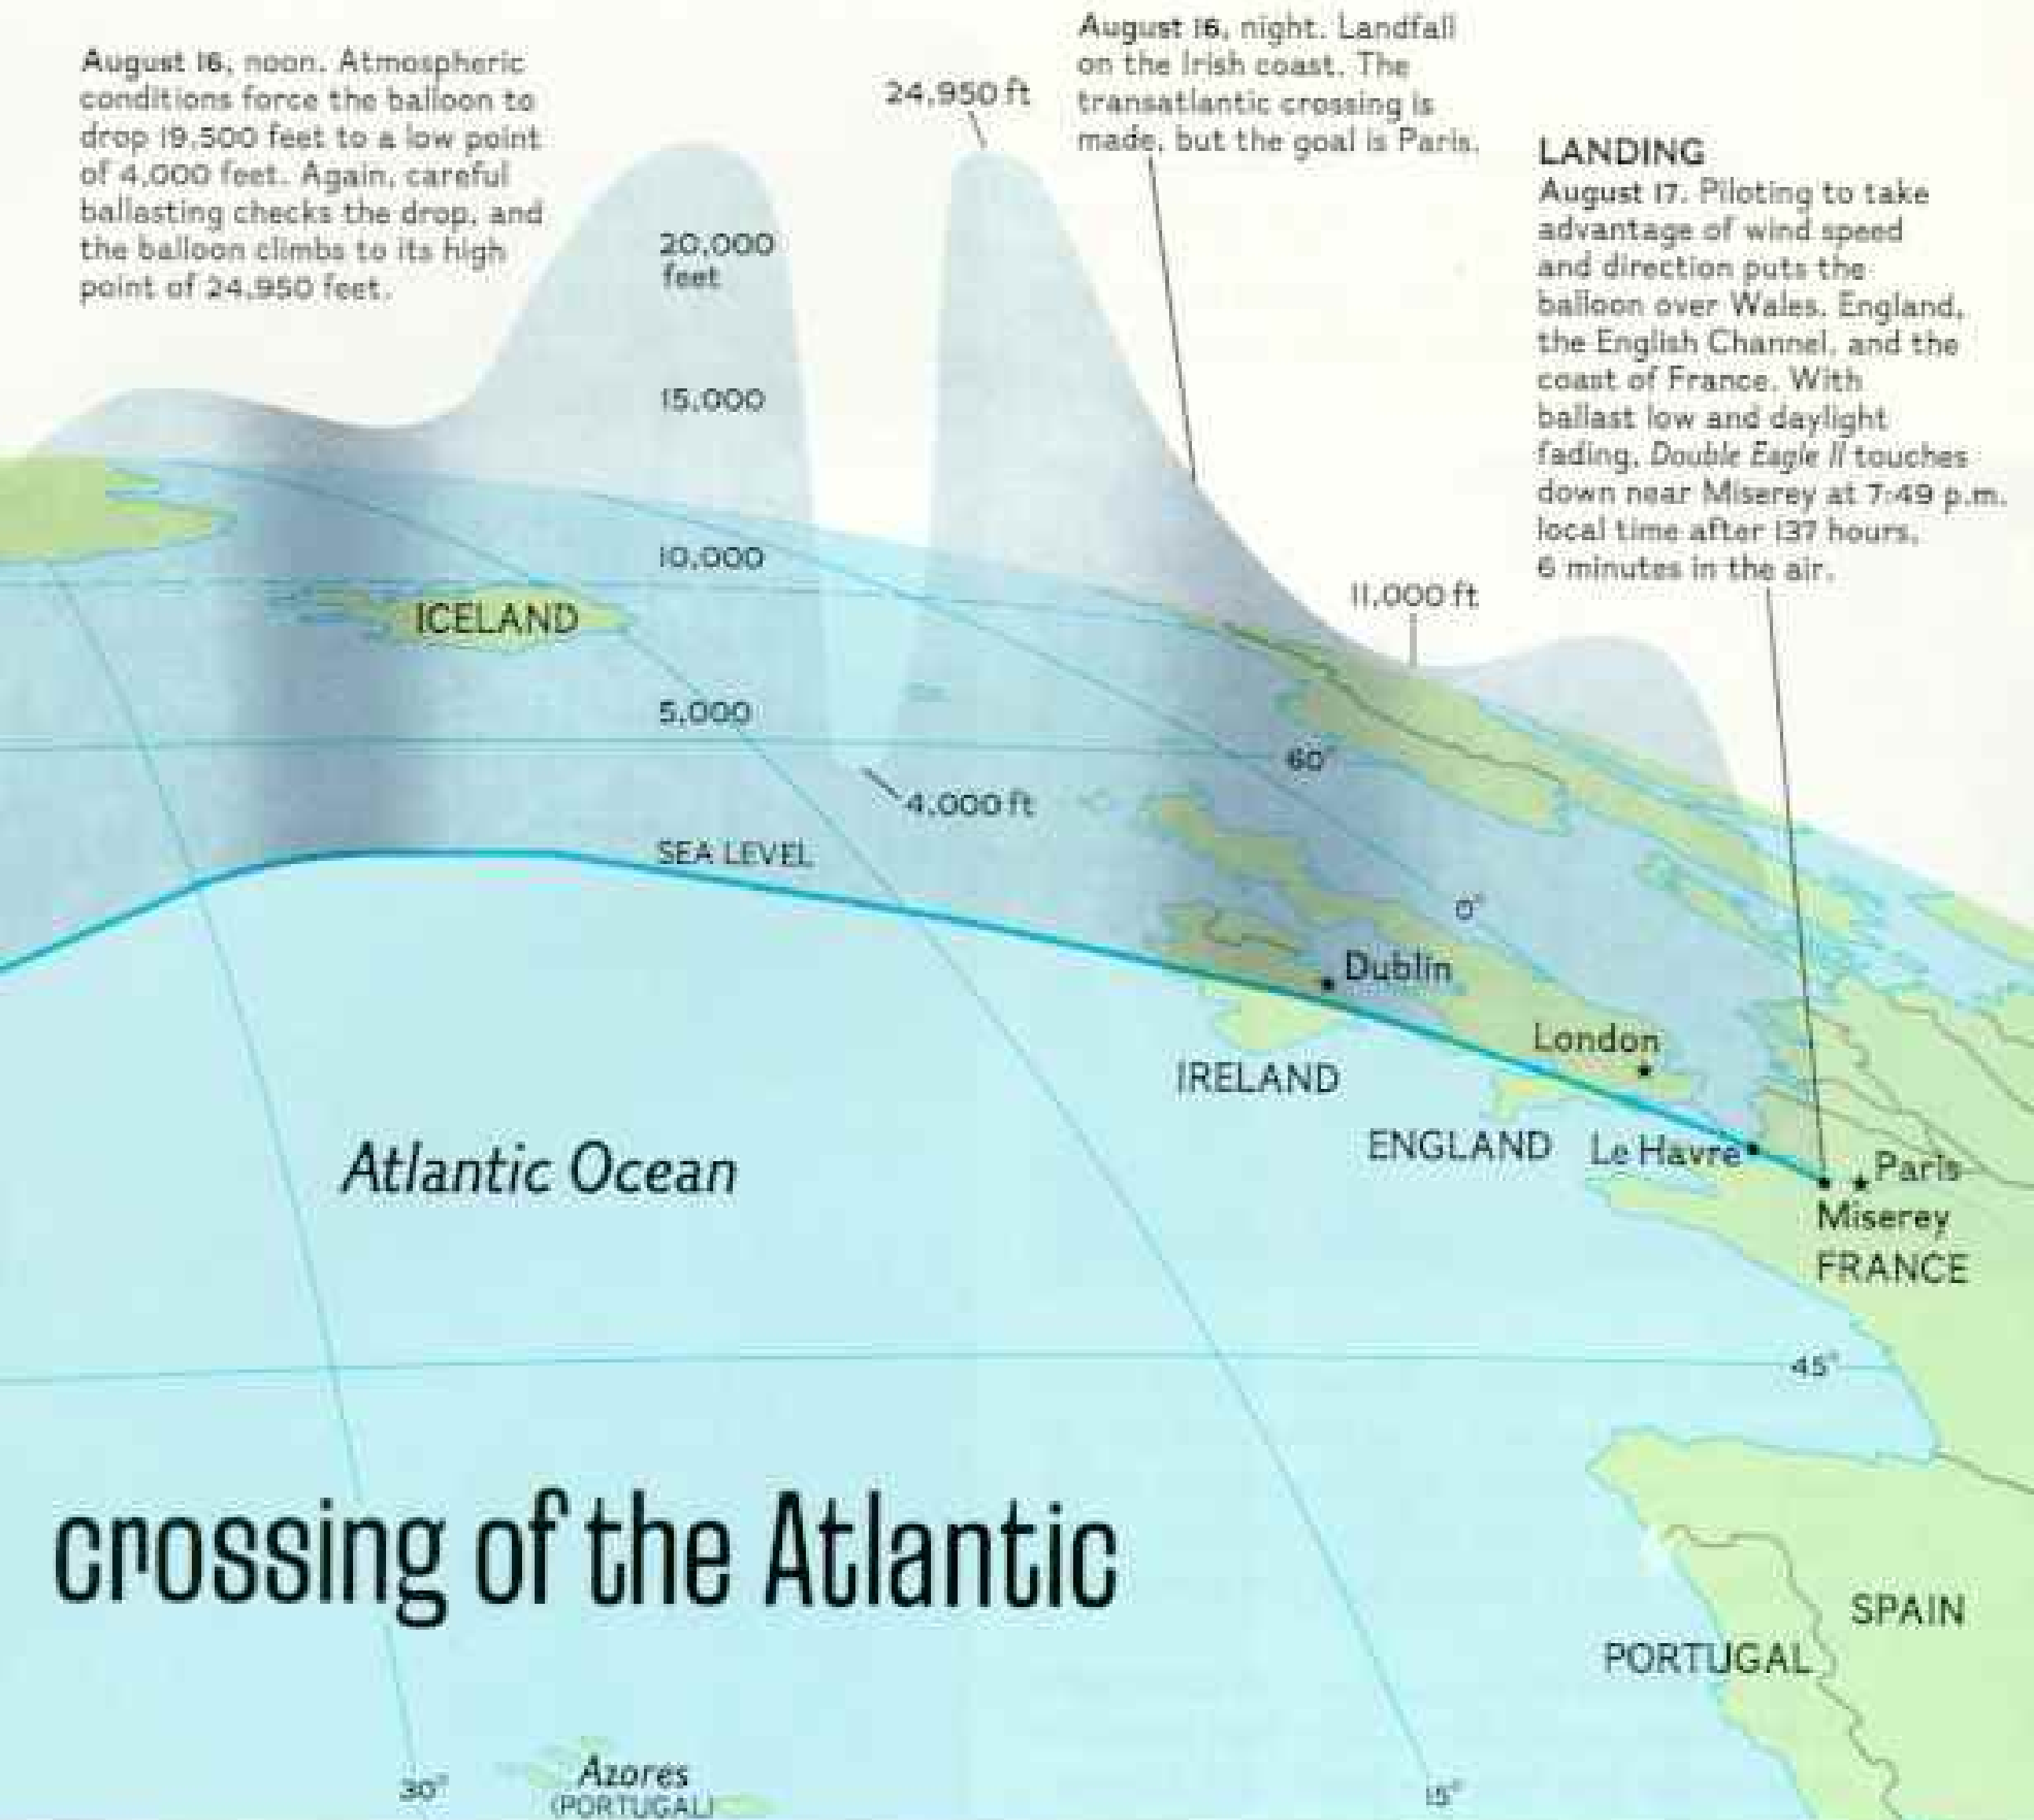 August 16, noon. Atmospheric
conditions force the balloon to
drop 19,500 feet to a low point
of 4,000 feet. Again, careful
ballasting checks the drop, and
the balloon climbs to its high
point of 24,950 feet.
24,950 ft
August 16, night. Landfall
on the Irish coast. The
transatlantic crossing is
made, but the goal is Paris.
LANDING
August 17. Piloting to take
advantage of wind speed
and direction puts the
balloon over Wales, England,
the English Channel, and the
coast of France. With
ballast low and daylight
fading, Double Eagle II touches
down near Miserey at 7:49 p.m.
local time after 137 hours,
6 minutes in the air.
20,000
feet
15,000
10,000
5,000
SEA LEVEL
4,000 ft
11,000 ft
ICELAND
60°
0°
Dublin
London
IRELAND
ENGLAND
Le Havre
Paris
Miserey
FRANCE
Atlantic Ocean
45°
crossing of the Atlantic
SPAIN
PORTUGAL
30°
Azores
(PORTUGAL)
15°